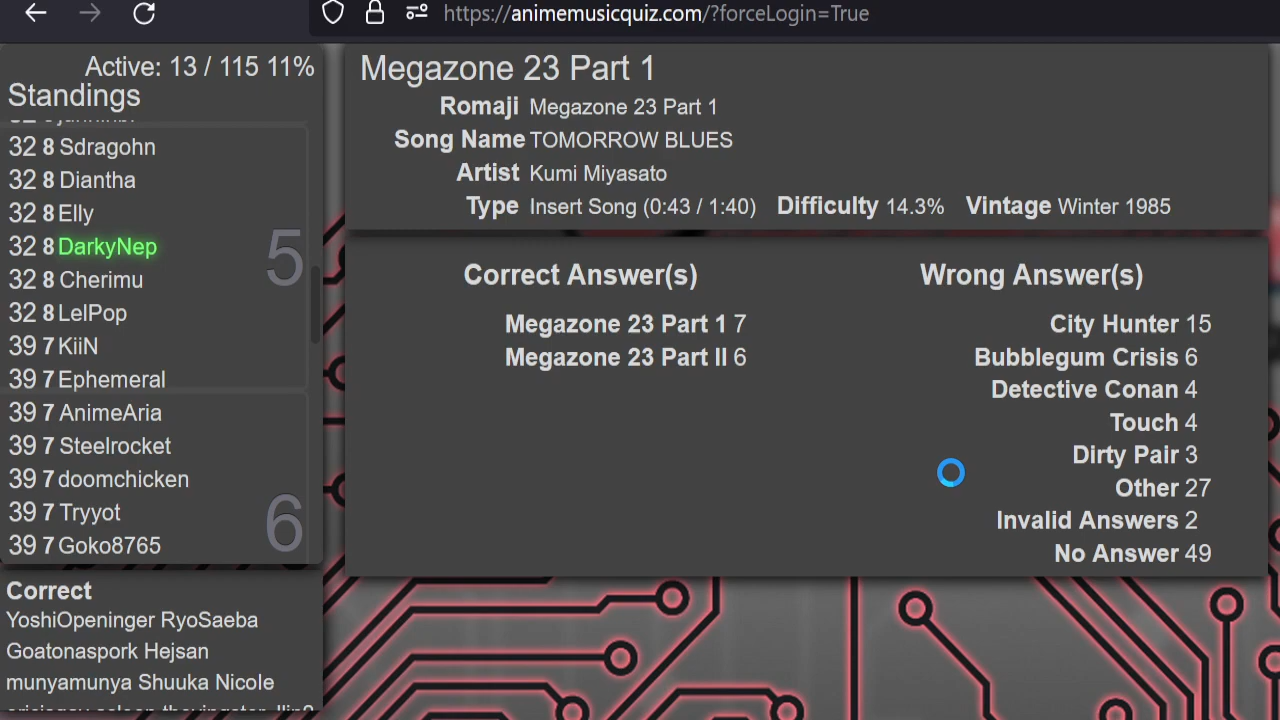 https://animemusicquiz.com/?forceLogin=True
Active: 13 / 115 11%
Standings
32 8 Sdragohn
32 8 Diantha
32 8 Elly
32 8 DarkyNep
5
32 8 Cherimu
32 8 LelPop
39 7 KiiN
39 7 Ephemeral
39 7 AnimeAria
39 7 Steelrocket
39 7 doomchicken
39 7 Tryyot
6
39 7 Goko8765
Correct
YoshiOpeninger RyoSaeba
Goatonaspork Hejsan
munyamunya Shuuka Nicole
Megazone 23 Part 1
Romaji Megazone 23 Part 1
Song Name TOMORROW BLUES
Artist Kumi Miyasato
Type Insert Song (0:43 / 1:40) Difficulty 14.3% Vintage Winter 1985
Correct Answer(s)
Megazone 23 Part 1 7
Megazone 23 Part II 6
Wrong Answer(s)
City Hunter 15
Bubblegum Crisis 6
Detective Conan 4
Touch 4
Dirty Pair 3
Other 27
Invalid Answers 2
No Answer 49